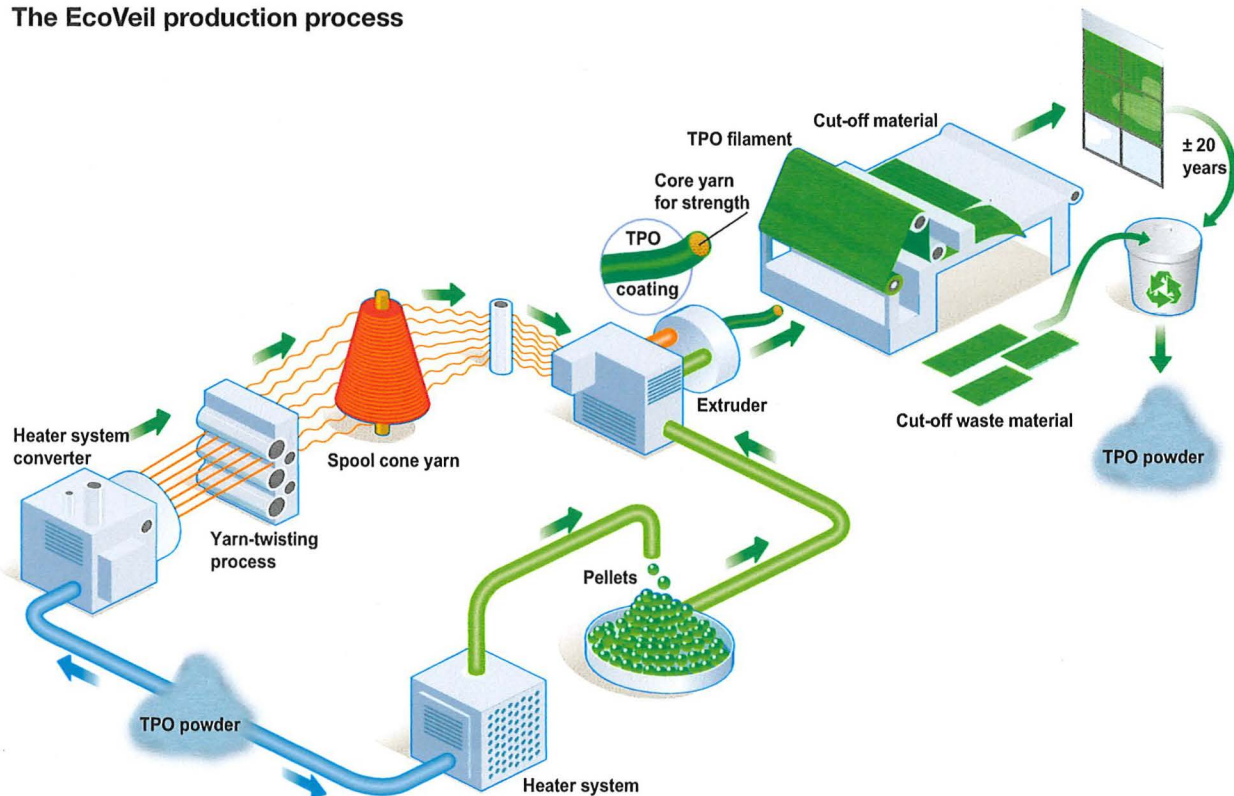 The EcoVeil production process
Cut-off material
TPO filament
± 20
years
Core yarn
for strength
TPO
coating
Extruder
Cut-off waste material
TPO powder
Heater system
converter
Spool cone yarn
Yarn-twisting
process
Pellets
TPO powder
Heater system